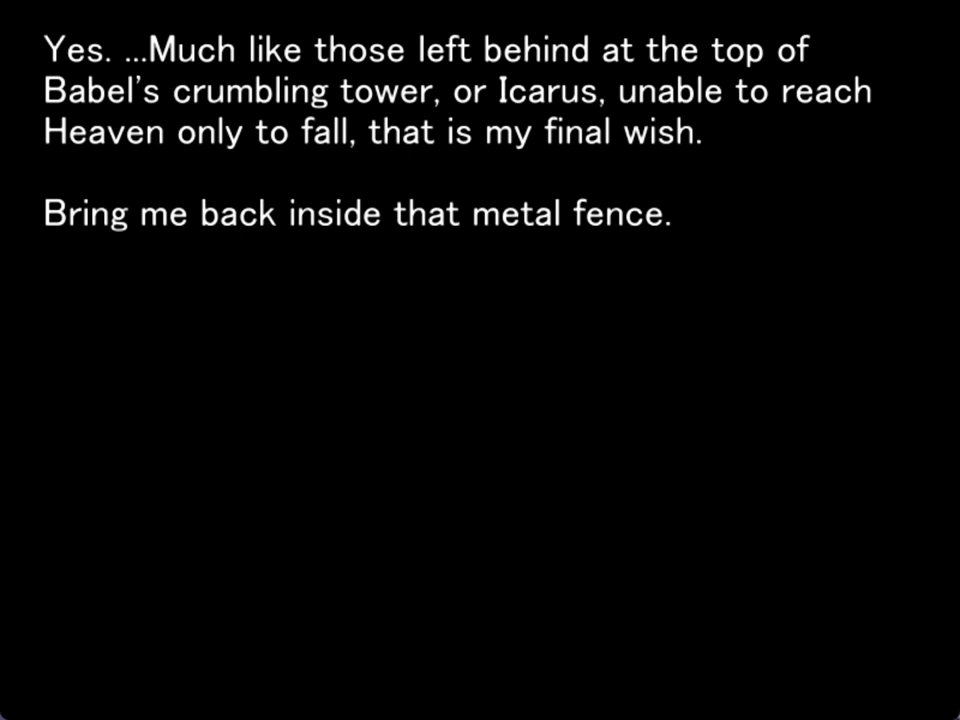 Yes. ...Much like those left behind at the top of
Babel's crumbling tower, or Icarus, unable to reach
Heaven only to fall, that is my final wish.
Bring me back inside that metal fence.